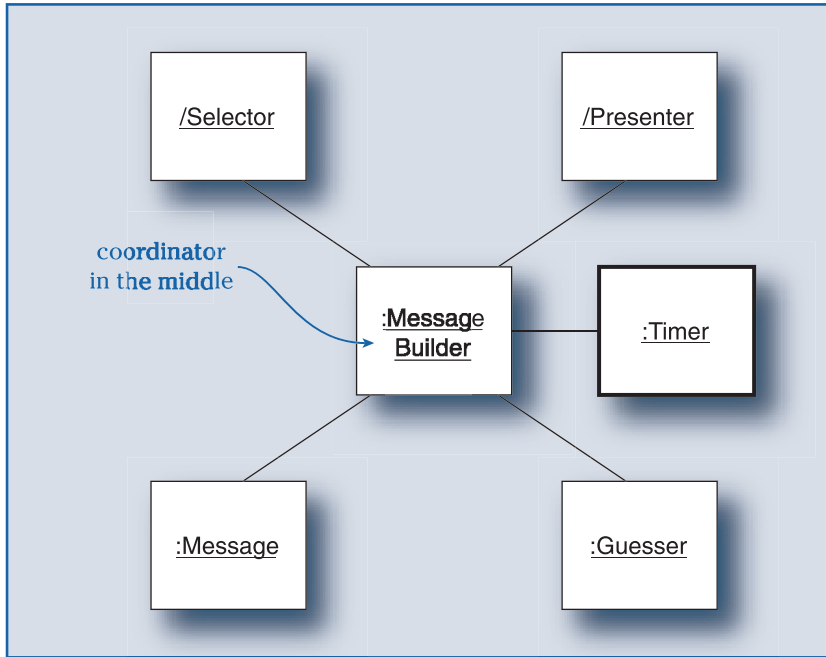 /Selector
/Presenter
coordinator
in the middle
:Message
Builder
:Timer
:Message
:Guesser